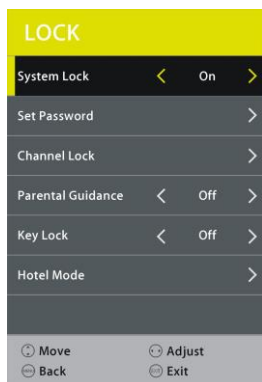 LOCK
System Lock < On >
Set Password >
Channel Lock >
Parental Guidance < Off >
Key Lock < Off >
Hotel Mode >
Move Adjust
Back Exit